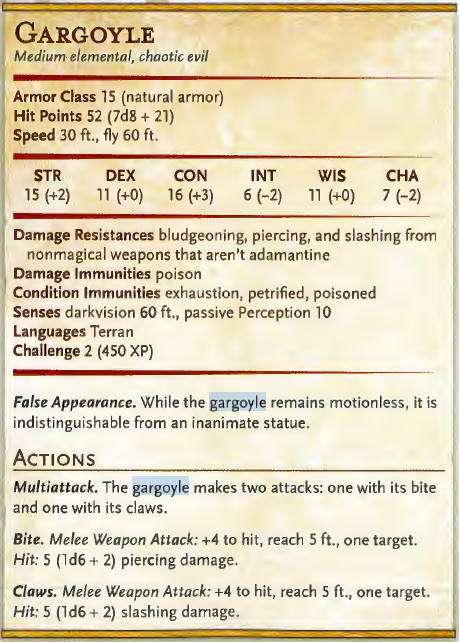 GARGOYLE
Medium elemental, chaotic evil
Armor Class 15 (natural armor)
Hit Points 52 (7d8 + 21)
Speed 30 ft., fly 60 ft.
STR DEX CON INT WIS CHA
15 (+2) 11 (+0) 16 (+3) 6 (−2) 11 (+0) 7 (−2)
Damage Resistances bludgeoning, piercing, and slashing from
nonmagical weapons that aren't adamantine
Damage Immunities poison
Condition Immunities exhaustion, petrified, poisoned
Senses darkvision 60 ft., passive Perception 10
Languages Terran
Challenge 2 (450 XP)
False Appearance. While the gargoyle remains motionless, it is
indistinguishable from an inanimate statue.
ACTIONS
Multiattack. The gargoyle makes two attacks: one with its bite
and one with its claws.
Bite. Melee Weapon Attack: +4 to hit, reach 5 ft., one target.
Hit: 5 (1d6 + 2) piercing damage.
Claws. Melee Weapon Attack: +4 to hit, reach 5 ft., one target.
Hit: 5 (1d6 + 2) slashing damage.